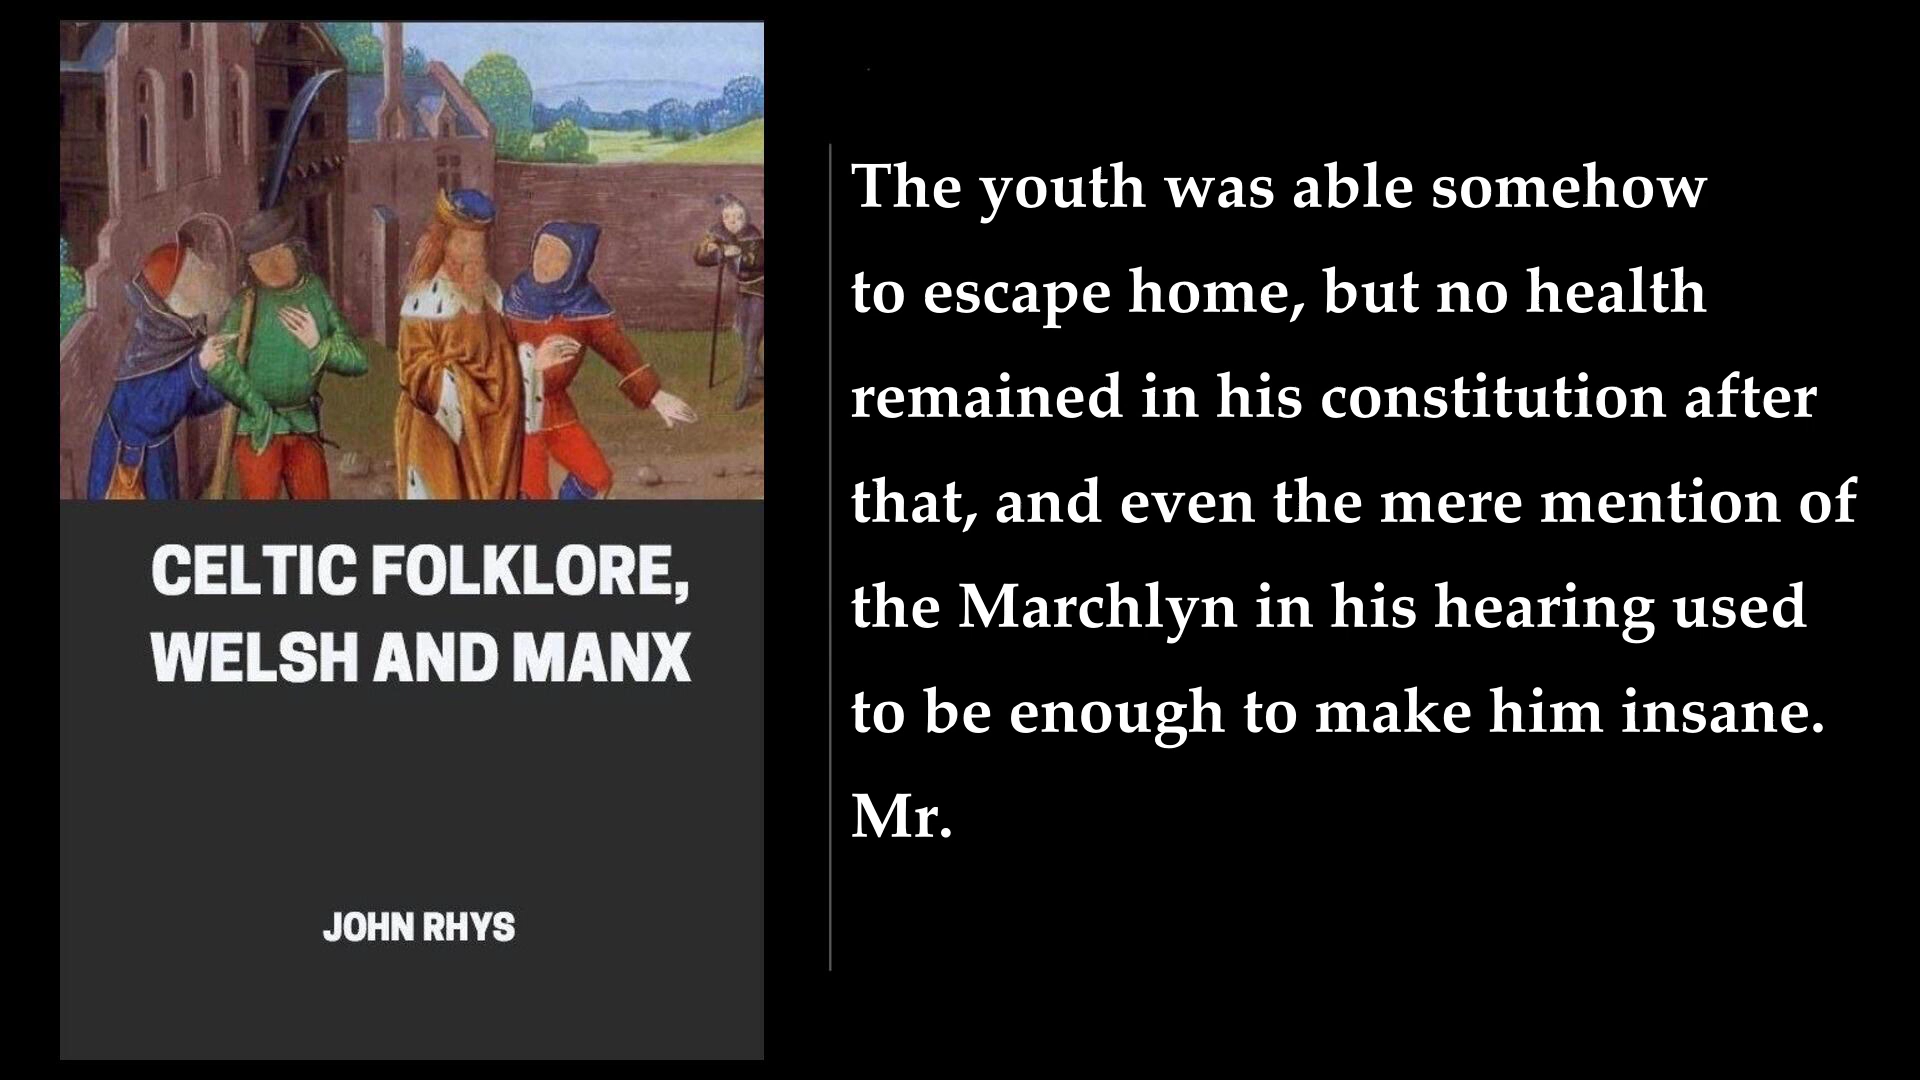 CELTIC FOLKLORE,
WELSH AND MANX
JOHN RHYS
The youth was able somehow
to escape home, but no health
remained in his constitution after
that, and even the mere mention of
the Marchlyn in his hearing used
to be enough to make him insane.
Mr.